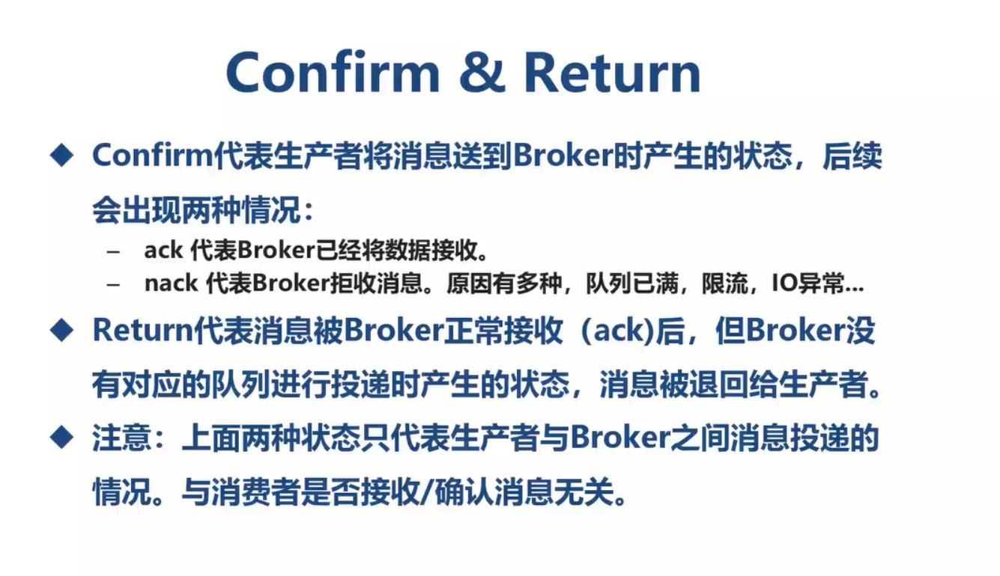 Confirm & Return
◆ Confirm代表生产者将消息送到Broker时产生的状态，后续
会出现两种情况：
– ack 代表Broker已经将数据接收。
– nack 代表Broker拒收消息。原因有多种，队列已满，限流，IO异常...
◆ Return代表消息被Broker正常接收（ack)后，但Broker没
有对应的队列进行投递时产生的状态，消息被退回给生产者。
◆ 注意：上面两种状态只代表生产者与Broker之间消息投递的
情况。与消费者是否接收/确认消息无关。